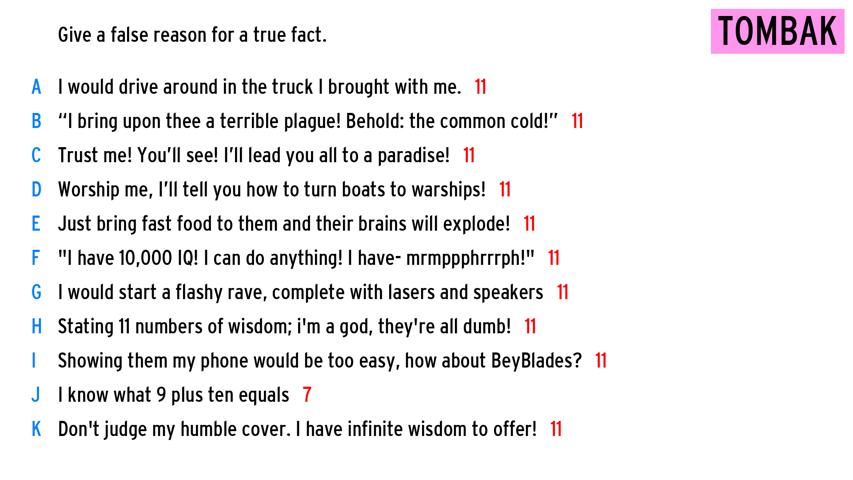 Give a false reason for a true fact.
TOMBAK
A I would drive around in the truck I brought with me. 11
B “I bring upon thee a terrible plague! Behold: the common cold!” 11
C Trust me! You’ll see! I’ll lead you all to a paradise! 11
D Worship me, I’ll tell you how to turn boats to warships! 11
E Just bring fast food to them and their brains will explode! 11
F "I have 10,000 IQ! I can do anything! I have- mrmppphrrrph!" 11
G I would start a flashy rave, complete with lasers and speakers 11
H Stating 11 numbers of wisdom; i'm a god, they're all dumb! 11
I Showing them my phone would be too easy, how about BeyBlades? 11
J I know what 9 plus ten equals 7
K Don't judge my humble cover. I have infinite wisdom to offer! 11